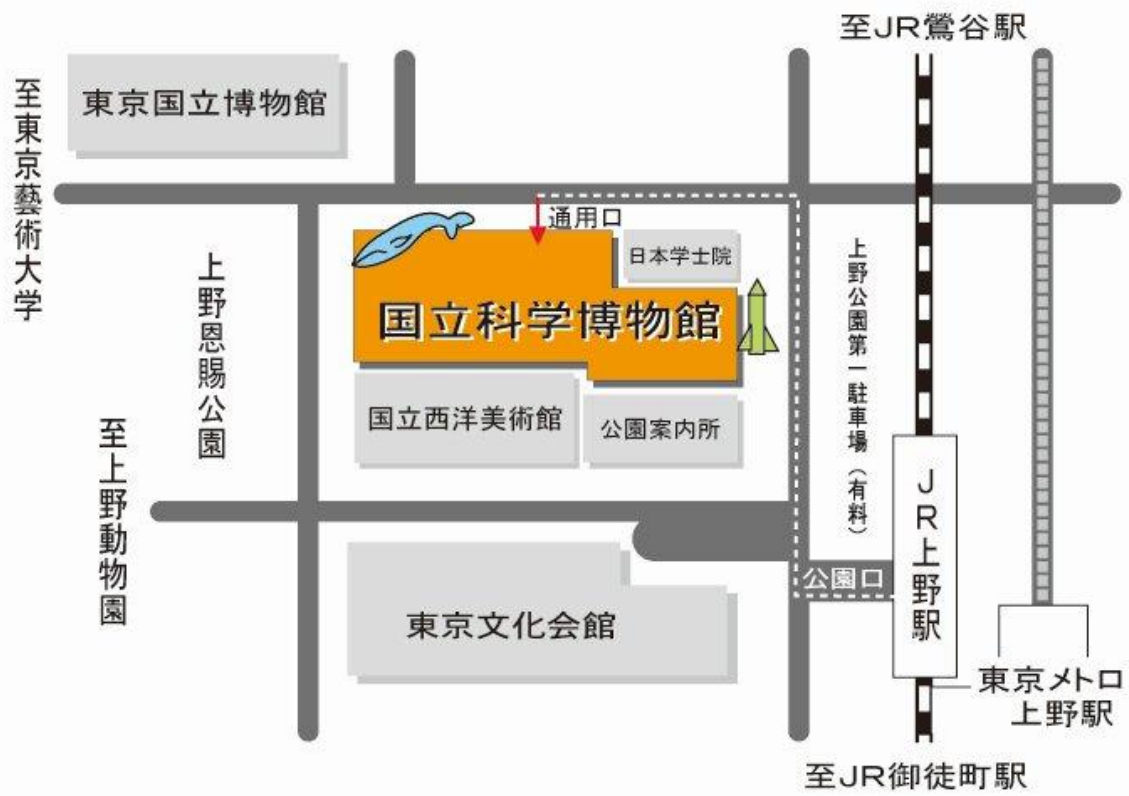 至JR鶯谷駅
東京国立博物館
至東京藝術大学
通用口
日本学士院
上野恩賜公園
国立科学博物館
上野公園第一駐車場（有料）
国立西洋美術館
公園案内所
至上野動物園
JR上野駅
公園口
東京文化会館
東京メトロ
上野駅
至JR御徒町駅